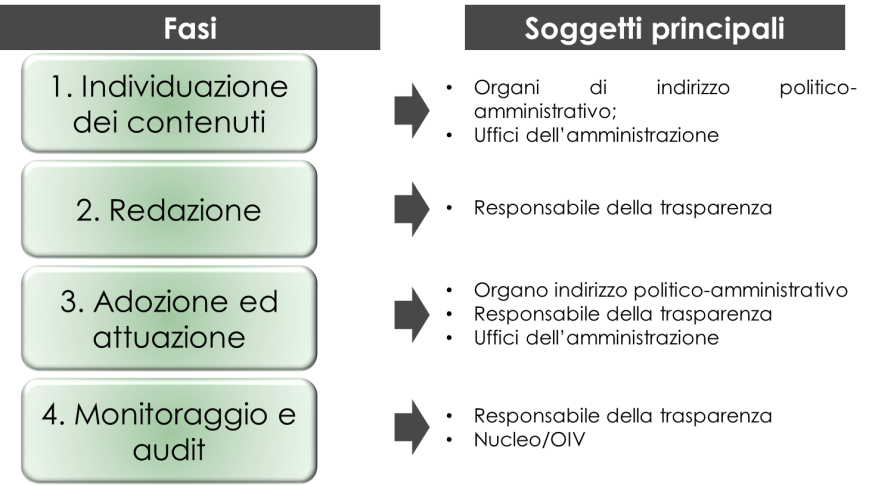 Fasi
Soggetti principali
1. Individuazione
dei contenuti
• Organi di indirizzo politico-
amministrativo;
• Uffici dell'amministrazione
2. Redazione
• Responsabile della trasparenza
3. Adozione ed
attuazione
• Organo indirizzo politico-amministrativo
• Responsabile della trasparenza
• Uffici dell'amministrazione
4. Monitoraggio e
audit
• Responsabile della trasparenza
• Nucleo/OIV